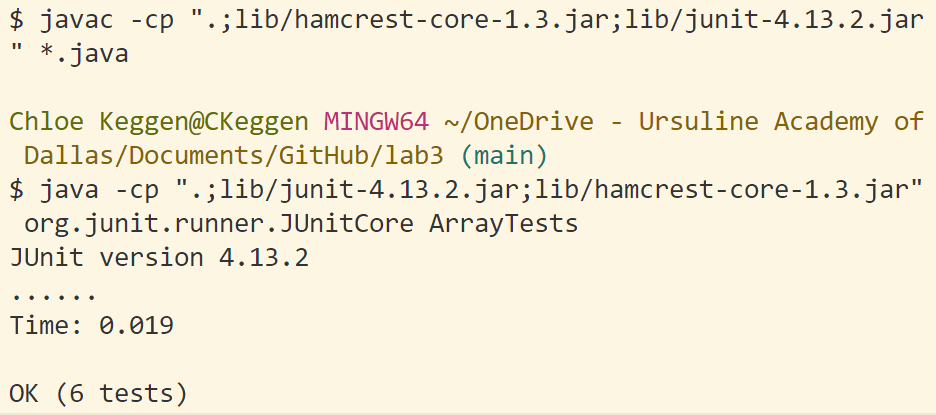 $ javac -cp ".;lib/hamcrest-core-1.3.jar;lib/junit-4.13.2.jar
" *.java
Chloe Keggen@CKeggen MINGW64 ~/OneDrive - Ursuline Academy of
Dallas/Documents/GitHub/lab3 (main)
$ java -cp ".;lib/junit-4.13.2.jar;lib/hamcrest-core-1.3.jar"
org.junit.runner.JUnitCore ArrayTests
JUnit version 4.13.2
......
Time: 0.019
OK (6 tests)